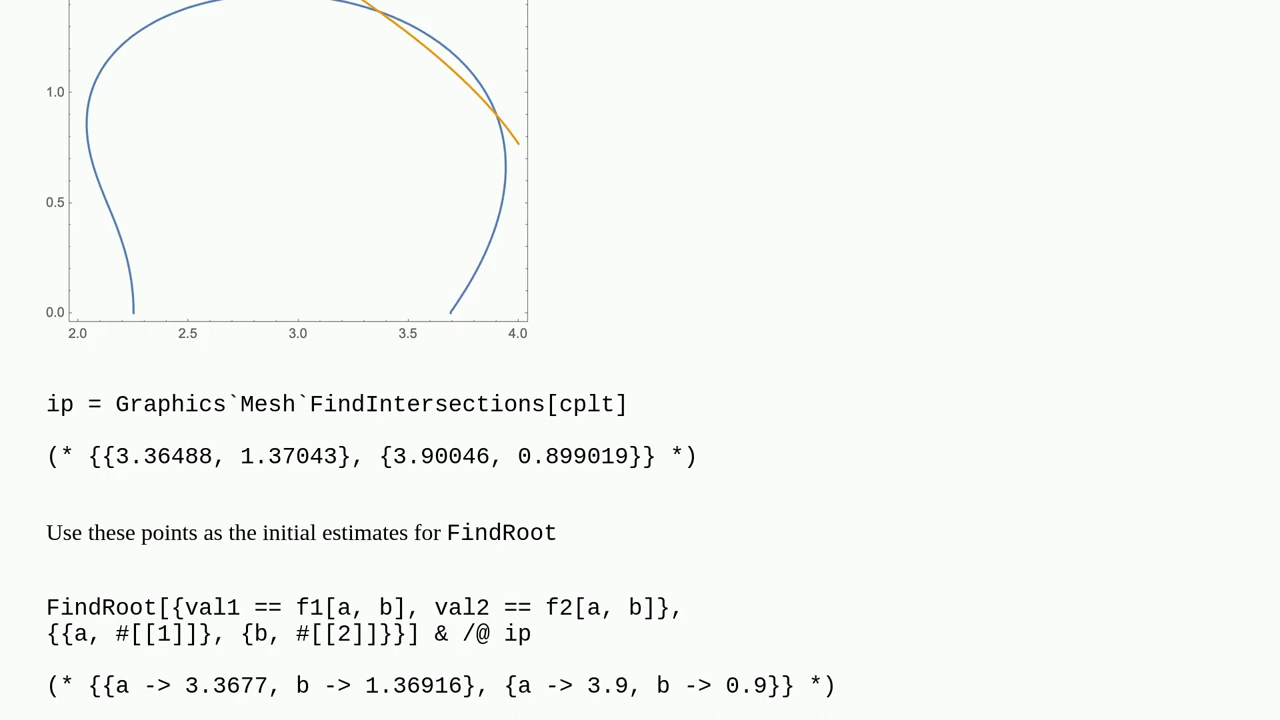 1.0
0.5
0.0
2.0 2.5 3.0 3.5 4.0
ip = Graphics`Mesh`FindIntersections[cplt]
(* {{3.36488, 1.37043}, {3.90046, 0.899019}} *)
Use these points as the initial estimates for FindRoot
FindRoot[{val1 == f1[a, b], val2 == f2[a, b]},
{{a, #[[1]]}, {b, #[[2]]}}] & /@ ip
(* {{a -> 3.3677, b -> 1.36916}, {a -> 3.9, b -> 0.9}} *)